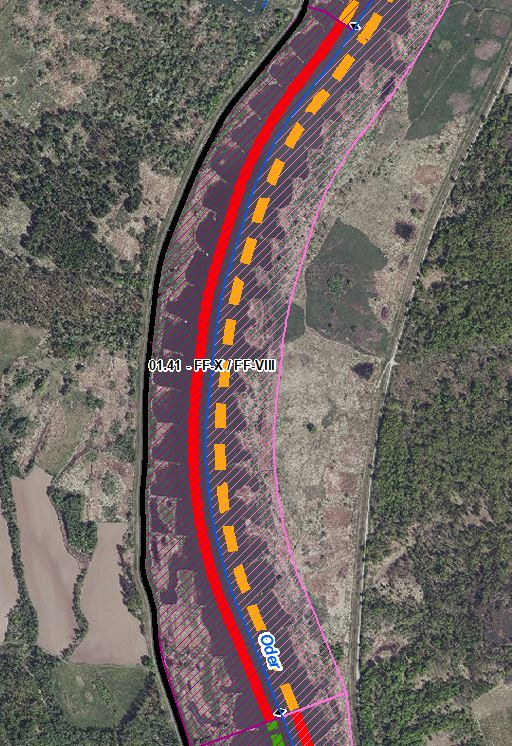 01.41 - FF-X / FF-VIII
Oder